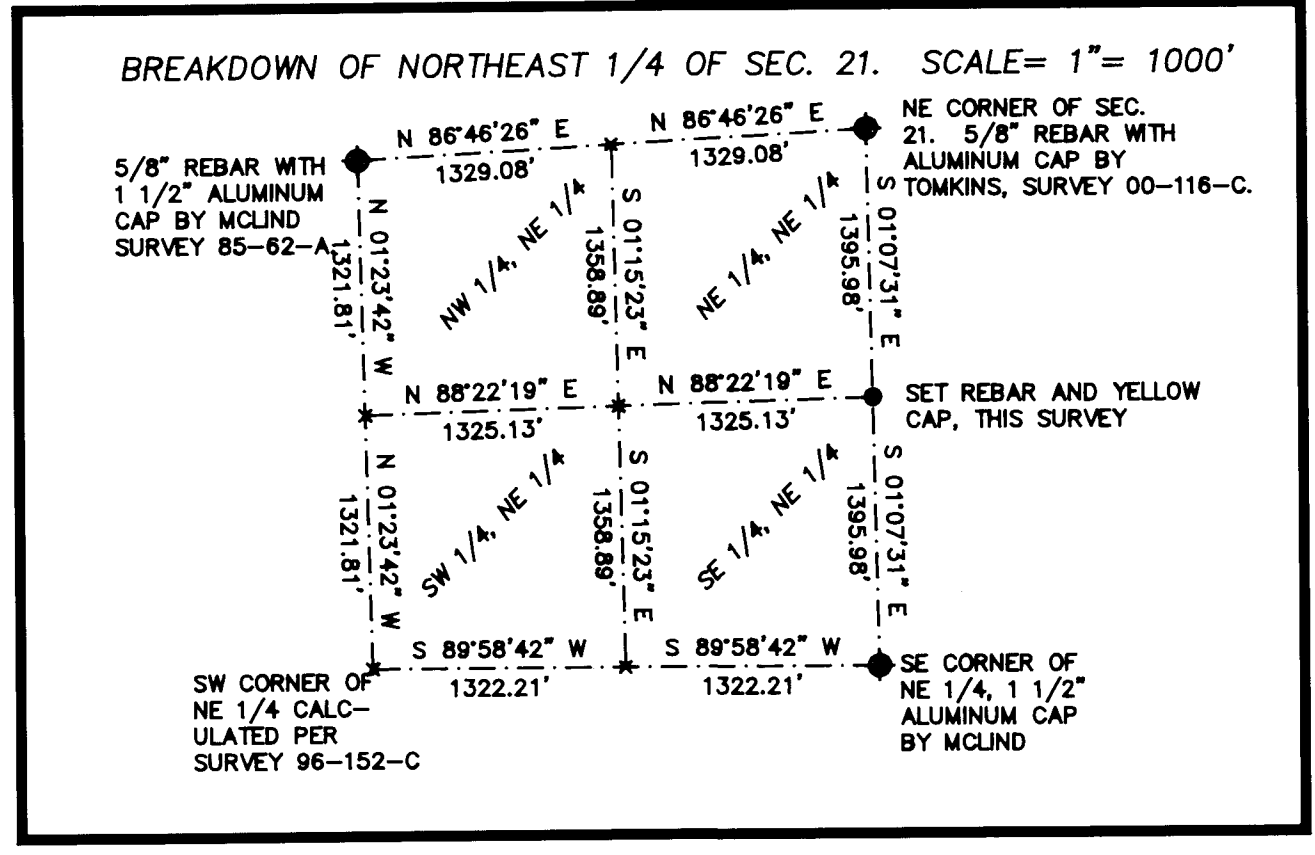 BREAKDOWN OF NORTHEAST 1/4 OF SEC. 21. SCALE= 1"= 1000'
N 86°46'26" E
1329.08'
N 86°46'26" E
1329.08'
NE CORNER OF SEC.
21. 5/8" REBAR WITH
ALUMINUM CAP BY
TOMKINS, SURVEY 00-116-C.
5/8" REBAR WITH
1 1/2" ALUMINUM
CAP BY MCLIND
SURVEY 85-62-A
N 01°23'42" W
1321.81'
NW 1/4, NE 1/4
S 01°15'23" E
1358.89'
NE 1/4, NE 1/4
S 01°07'31" E
1395.98'
N 88°22'19" E
1325.13'
N 88°22'19" E
1325.13'
SET REBAR AND YELLOW
CAP, THIS SURVEY
N 01°23'42" W
1321.81'
SW 1/4, NE 1/4
S 01°15'23" E
1358.89'
SE 1/4, NE 1/4
S 01°07'31" E
1395.98'
S 89°58'42" W
1322.21'
S 89°58'42" W
1322.21'
SW CORNER OF
NE 1/4 CALC-
ULATED PER
SURVEY 96-152-C
SE CORNER OF
NE 1/4, 1 1/2"
ALUMINUM CAP
BY MCLIND